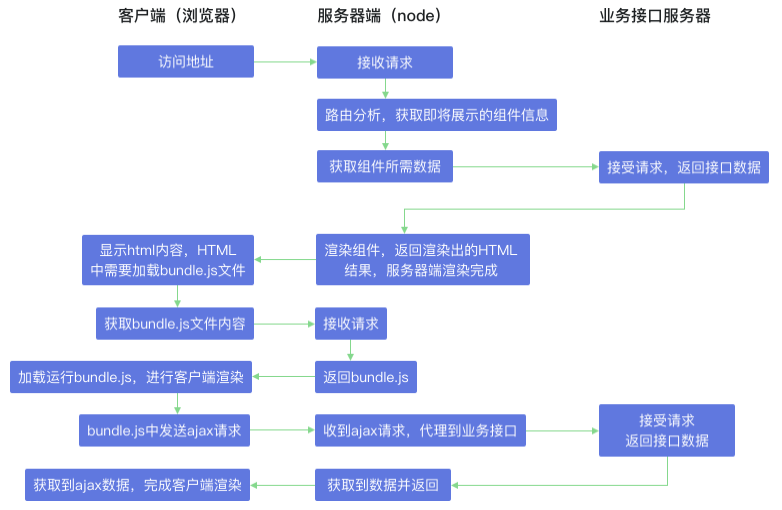 客户端（浏览器）
服务器端（node）
业务接口服务器
访问地址
接收请求
路由分析，获取即将展示的组件信息
获取组件所需数据
接受请求，返回接口数据
显示html内容，HTML
中需要加载bundle.js文件
渲染组件，返回渲染出的HTML
结果，服务器端渲染完成
获取bundle.js文件内容
接收请求
加载运行bundle.js，进行客户端渲染
返回bundle.js
bundle.js中发送ajax请求
收到ajax请求，代理到业务接口
接受请求
返回接口数据
获取到ajax数据，完成客户端渲染
获取到数据并返回